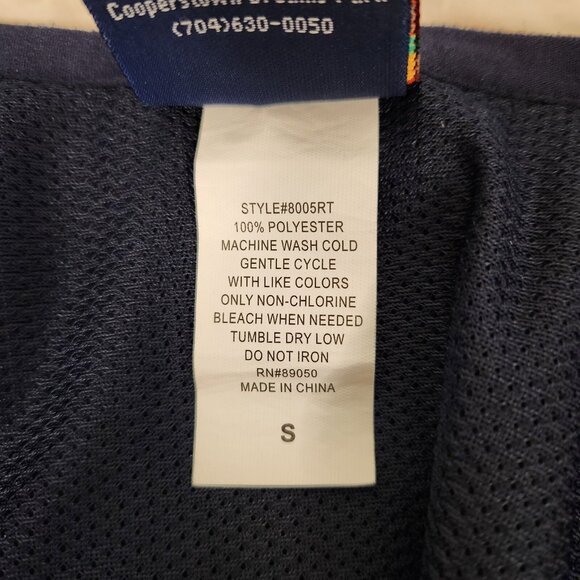 Cooperstown Dreams Park
(704)630-0050
STYLE#8005RT
100% POLYESTER
MACHINE WASH COLD
GENTLE CYCLE
WITH LIKE COLORS
ONLY NON-CHLORINE
BLEACH WHEN NEEDED
TUMBLE DRY LOW
DO NOT IRON
RN#89050
MADE IN CHINA
S